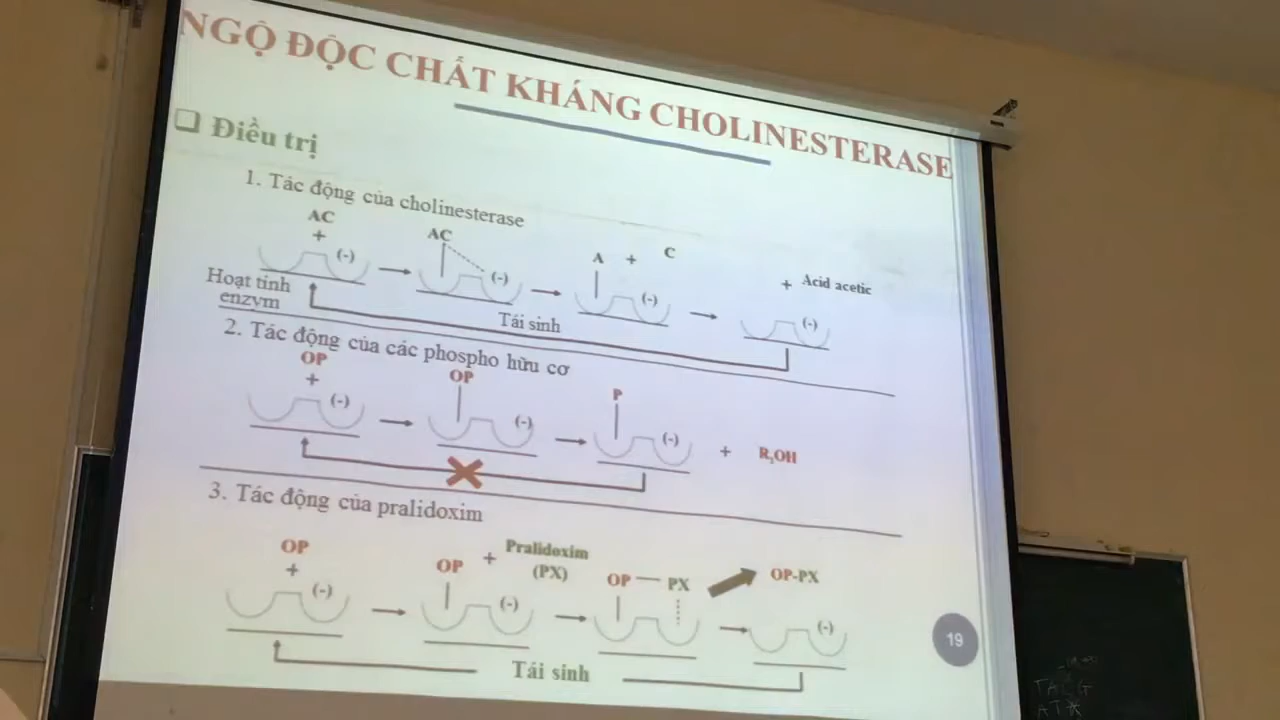 NGỘ ĐỘC CHẤT KHÁNG CHOLINESTERASE
❑ Điều trị
1. Tác động của cholinesterase
AC
+
(-)
AC
(-)
A + C
(-)
+ Acid acetic
(-)
Hoạt tính
enzym
Tái sinh
2. Tác động của các phospho hữu cơ
OP
+
(-)
OP
(-)
P
(-)
+ R₂OH
3. Tác động của pralidoxim
OP
+
(-)
OP + Pralidoxim
(PX)
(-)
OP — PX
OP-PX
(-)
Tái sinh
19